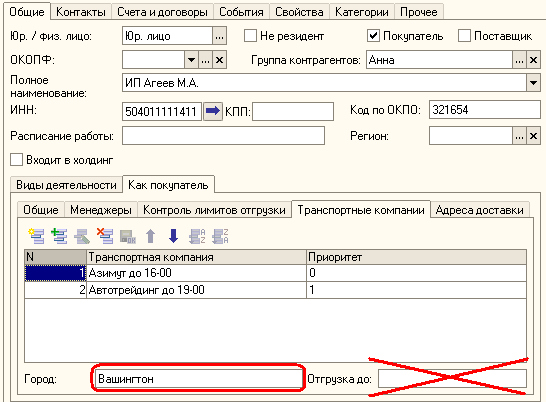 Общие Контакты Счета и договоры События Свойства Категории Прочее
Юр. / физ. лицо: Юр. лицо ... Не резидент Покупатель Поставщик
ОКОПФ: ... x Группа контрагентов: Анна ... x
Полное
наименование: ИП Агеев М.А.
ИНН: 504011111411 КПП: Код по ОКПО: 321654
Расписание работы: Регион: ... x
Входит в холдинг
Виды деятельности Как покупатель
Общие Менеджеры Контроль лимитов отгрузки Транспортные компании Адреса доставки
N Транспортная компания Приоритет
1 Азимут до 16-00 0
2 Автотрейдинг до 19-00 1
Город: Вашингтон Отгрузка до: